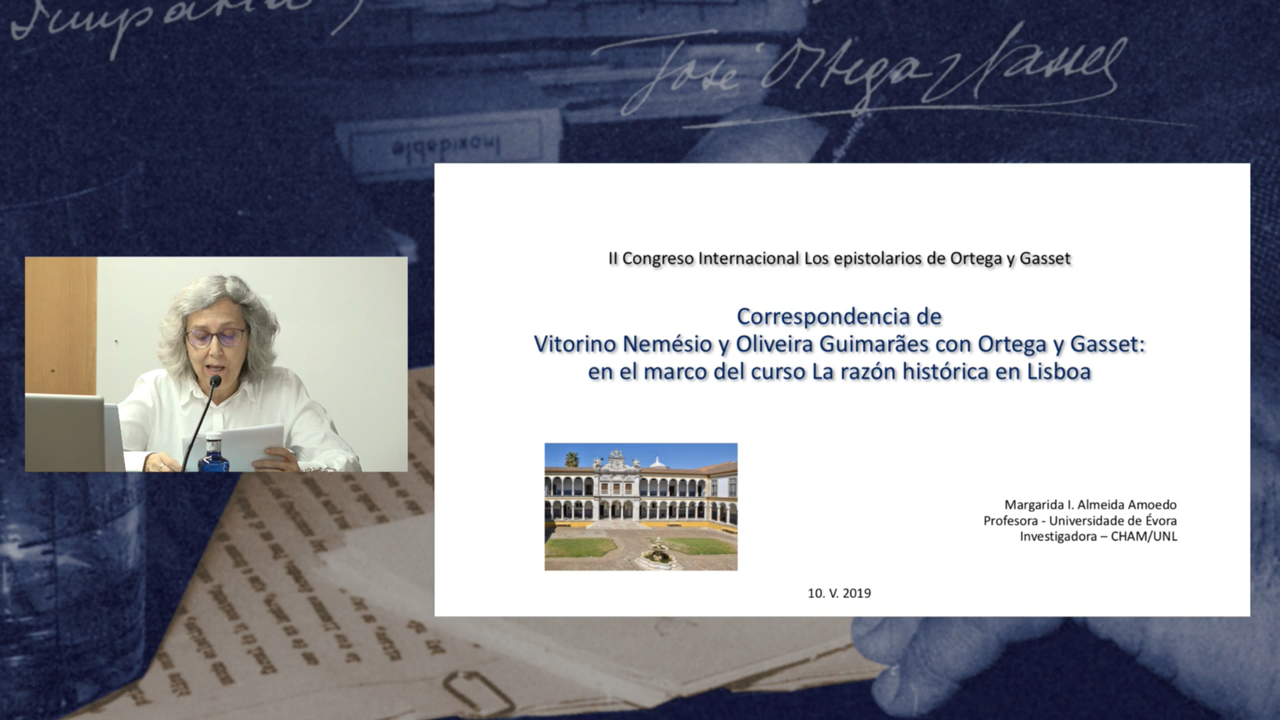 Imparcial
José Ortega y Gasset
Inoxidable
II Congreso Internacional Los epistolarios de Ortega y Gasset
Correspondencia de
Vitorino Nemésio y Oliveira Guimarães con Ortega y Gasset:
en el marco del curso La razón histórica en Lisboa
Margarida I. Almeida Amoedo
Profesora - Universidade de Évora
Investigadora – CHAM/UNL
10. V. 2019